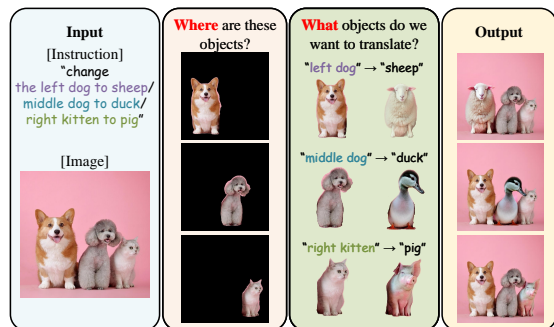 Input
[Instruction]
“change
the left dog to sheep/
middle dog to duck/
right kitten to pig”
[Image]
Where are these
objects?
What objects do we
want to translate?
“left dog” → “sheep”
“middle dog” → “duck”
“right kitten” → “pig”
Output